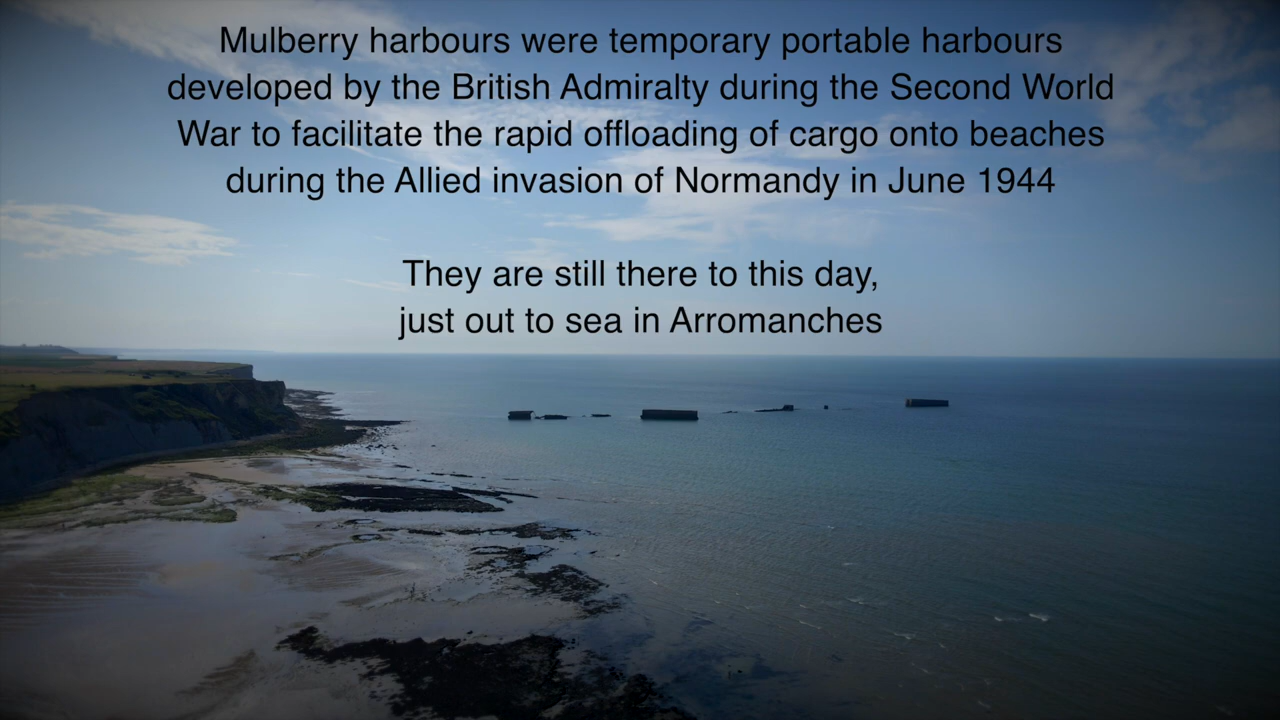 Mulberry harbours were temporary portable harbours
developed by the British Admiralty during the Second World
War to facilitate the rapid offloading of cargo onto beaches
during the Allied invasion of Normandy in June 1944
They are still there to this day,
just out to sea in Arromanches